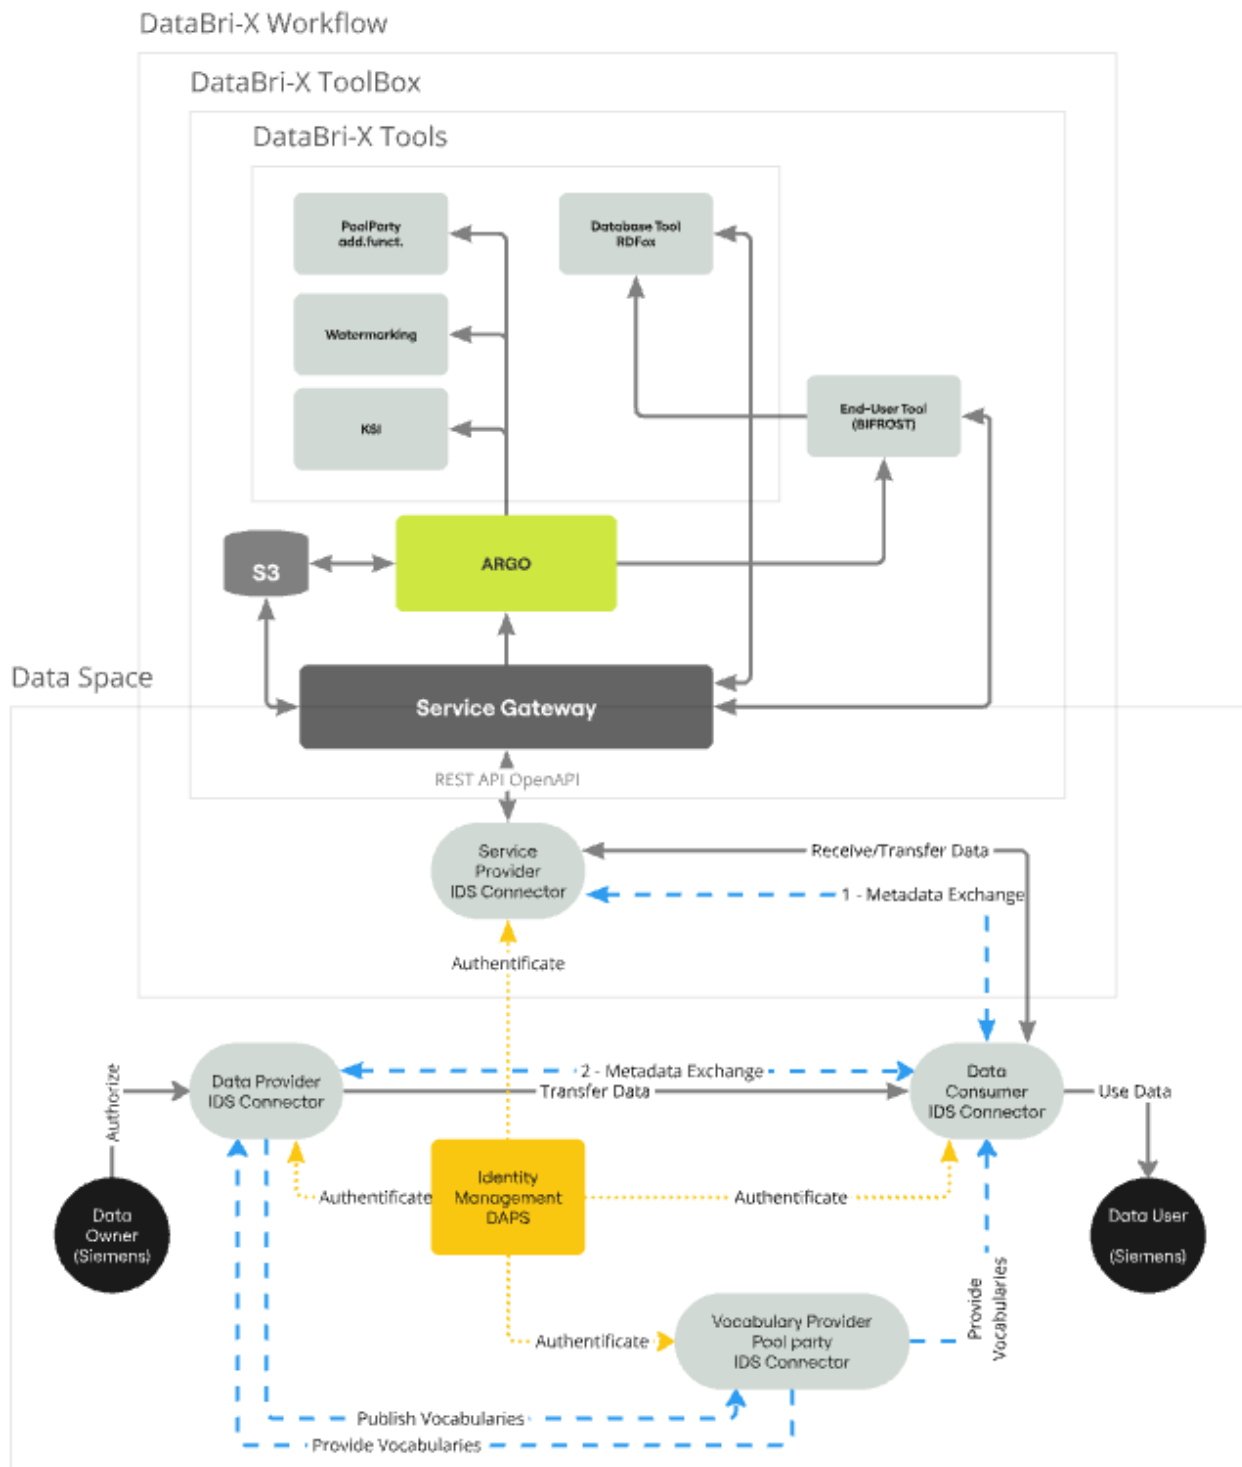 DataBri-X Workflow
DataBri-X ToolBox
DataBri-X Tools
PoolParty
add.funct.
Database Tool
RDFox
Watermarking
KSI
End-User Tool
(BIFROST)
S3
ARGO
Data Space
Service Gateway
REST API OpenAPI
Service
Provider
IDS Connector
Receive/Transfer Data
1 - Metadata Exchange
Authentificate
Authorize
Data Provider
IDS Connector
2 - Metadata Exchange
Transfer Data
Data
Consumer
IDS Connector
Use Data
Identity
Management
DAPS
Authentificate
Authentificate
Data
Owner
(Siemens)
Data User
(Siemens)
Provide
Vocabularies
Vocabulary Provider
Pool party
IDS Connector
Authentificate
Publish Vocabularies
Provide Vocabularies